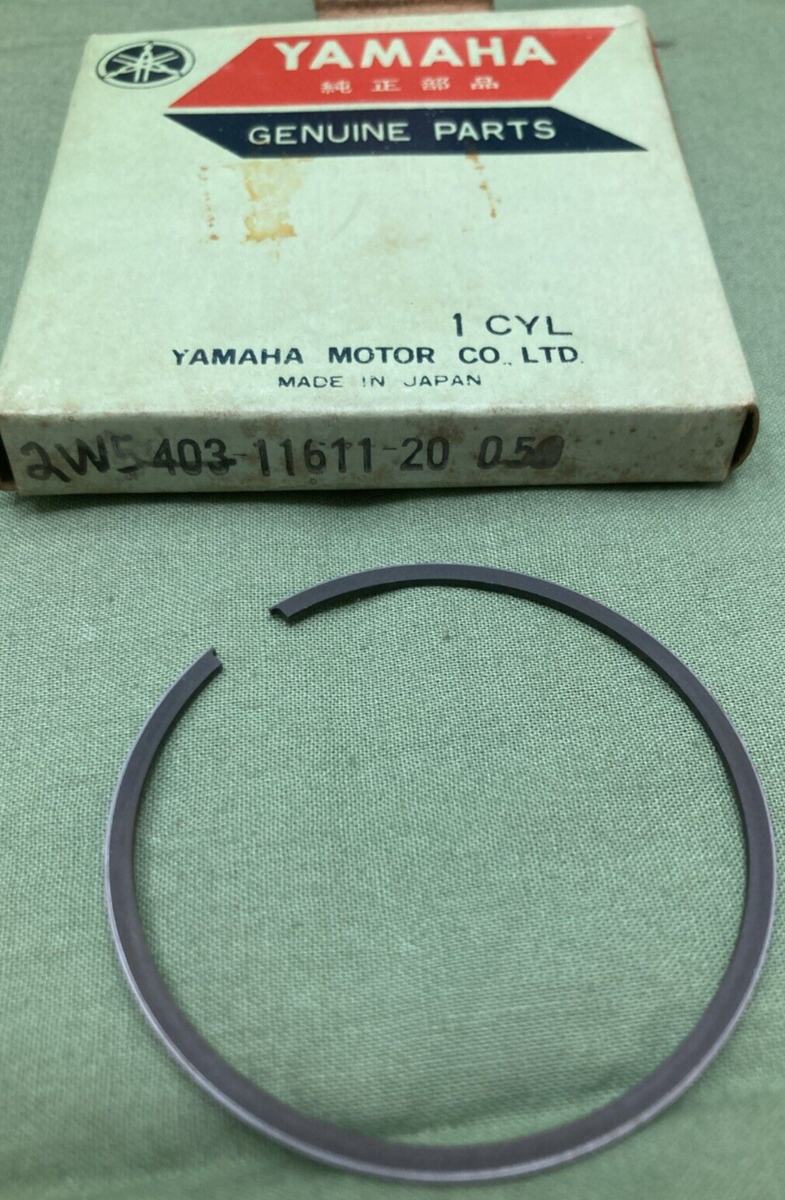 YAMAHA
純正部品
GENUINE PARTS
1 CYL
YAMAHA MOTOR CO., LTD.
MADE IN JAPAN
2W5 403-11611-20 050